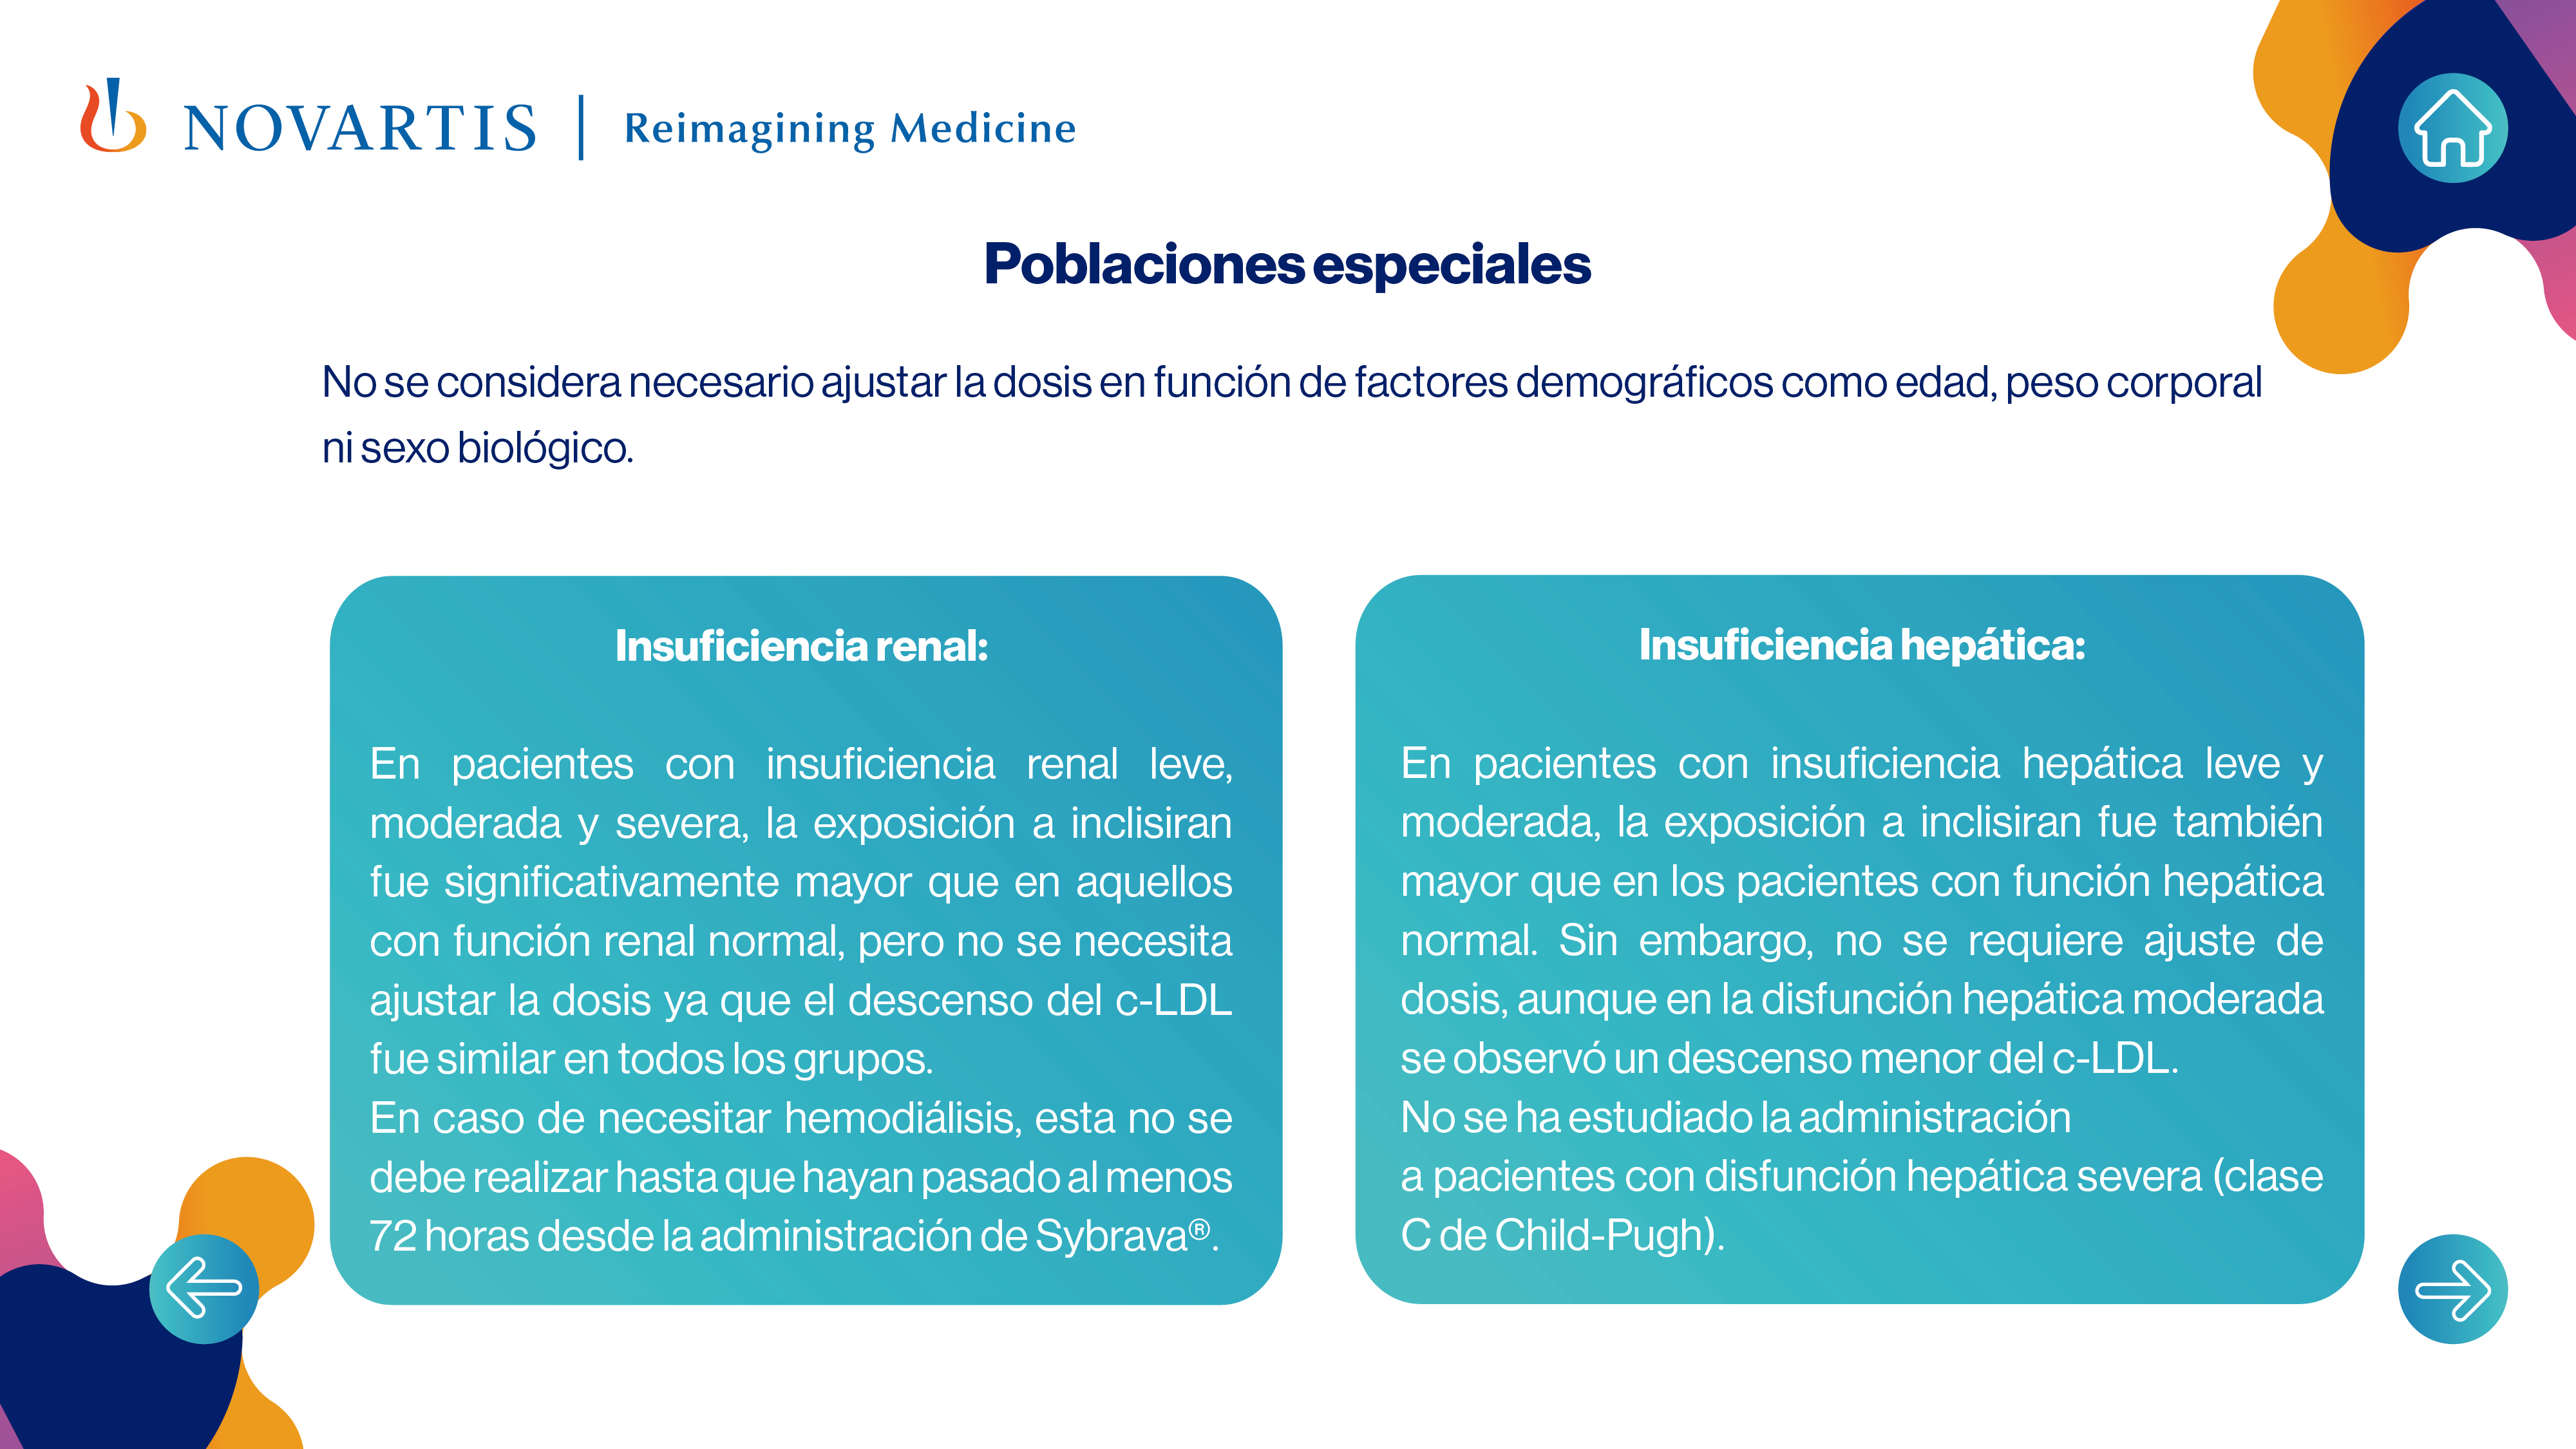 NOVARTIS | Reimagining Medicine
Poblaciones especiales
No se considera necesario ajustar la dosis en función de factores demográficos como edad, peso corporal
ni sexo biológico.
Insuficiencia renal:
En pacientes con insuficiencia renal leve,
moderada y severa, la exposición a inclisiran
fue significativamente mayor que en aquellos
con función renal normal, pero no se necesita
ajustar la dosis ya que el descenso del c-LDL
fue similar en todos los grupos.
En caso de necesitar hemodiálisis, esta no se
debe realizar hasta que hayan pasado al menos
72 horas desde la administración de Sybrava®.
Insuficiencia hepática:
En pacientes con insuficiencia hepática leve y
moderada, la exposición a inclisiran fue también
mayor que en los pacientes con función hepática
normal. Sin embargo, no se requiere ajuste de
dosis, aunque en la disfunción hepática moderada
se observó un descenso menor del c-LDL.
No se ha estudiado la administración
a pacientes con disfunción hepática severa (clase
C de Child-Pugh).